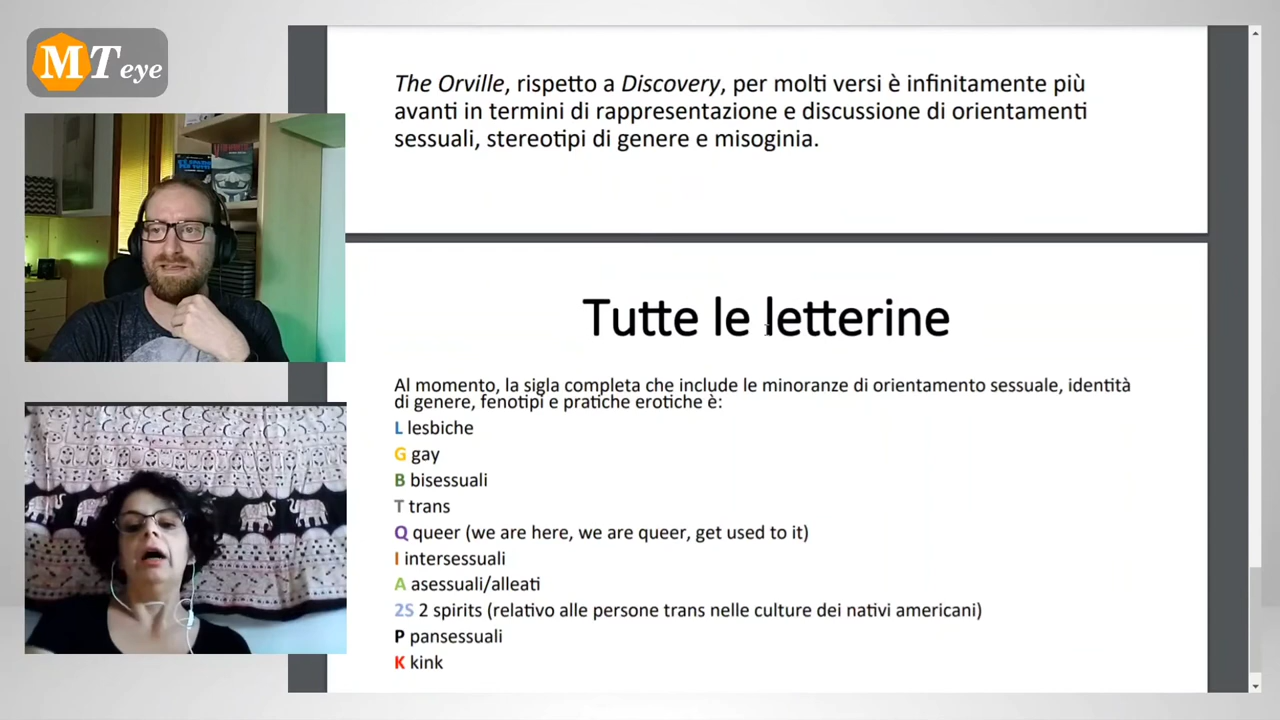 MT eye
The Orville, rispetto a Discovery, per molti versi è infinitamente più
avanti in termini di rappresentazione e discussione di orientamenti
sessuali, stereotipi di genere e misoginia.
Tutte le letterine
Al momento, la sigla completa che include le minoranze di orientamento sessuale, identità
di genere, fenotipi e pratiche erotiche è:
L lesbiche
G gay
B bisessuali
T trans
Q queer (we are here, we are queer, get used to it)
I intersessuali
A asessuali/alleati
2S 2 spirits (relativo alle persone trans nelle culture dei nativi americani)
P pansessuali
K kink